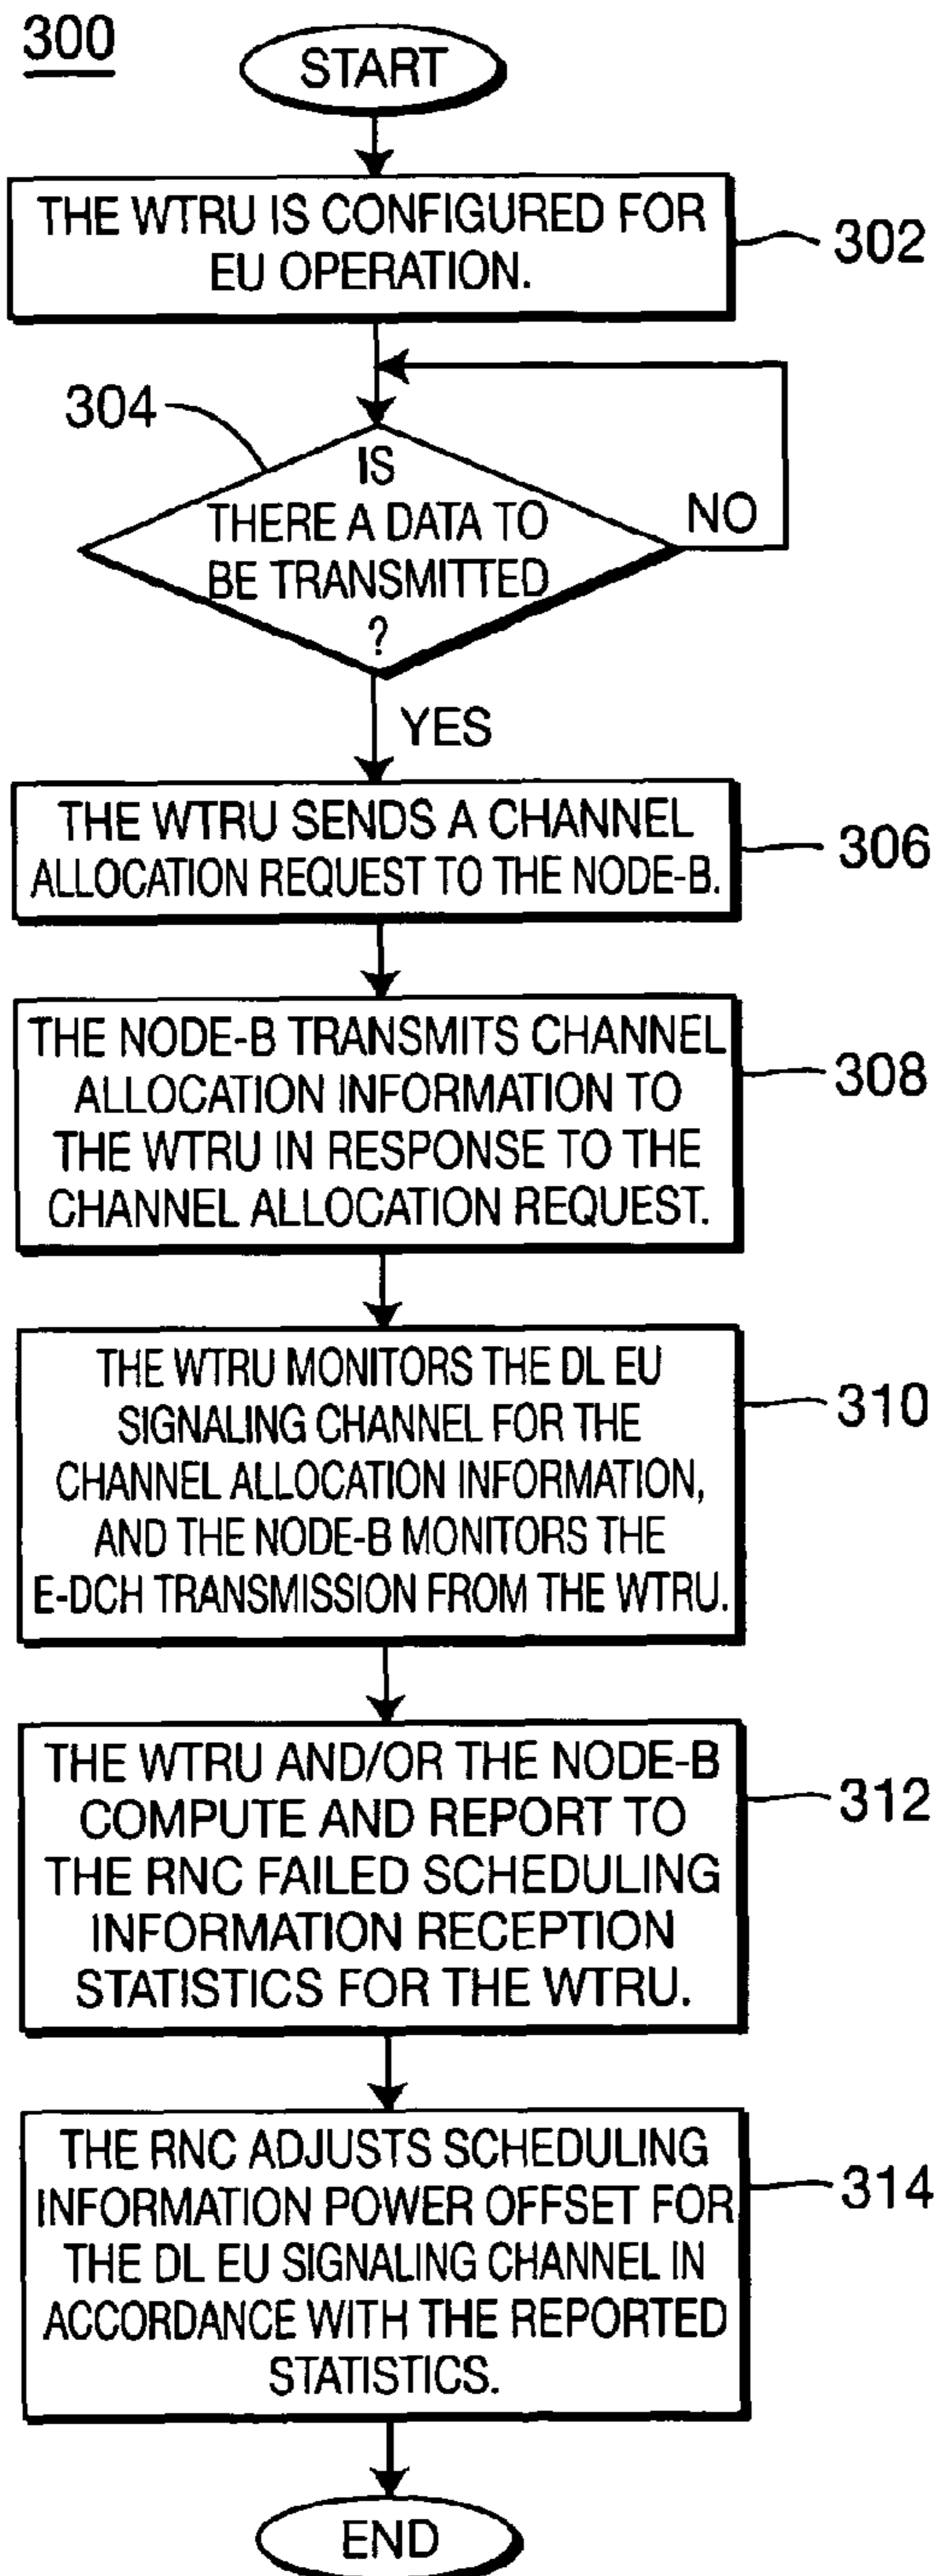 300
START
THE WTRU IS CONFIGURED FOR
EU OPERATION.
302
304
IS
THERE A DATA TO
BE TRANSMITTED
?
NO
YES
THE WTRU SENDS A CHANNEL
ALLOCATION REQUEST TO THE NODE-B.
306
THE NODE-B TRANSMITS CHANNEL
ALLOCATION INFORMATION TO
THE WTRU IN RESPONSE TO THE
CHANNEL ALLOCATION REQUEST.
308
THE WTRU MONITORS THE DL EU
SIGNALING CHANNEL FOR THE
CHANNEL ALLOCATION INFORMATION,
AND THE NODE-B MONITORS THE
E-DCH TRANSMISSION FROM THE WTRU.
310
THE WTRU AND/OR THE NODE-B
COMPUTE AND REPORT TO
THE RNC FAILED SCHEDULING
INFORMATION RECEPTION
STATISTICS FOR THE WTRU.
312
THE RNC ADJUSTS SCHEDULING
INFORMATION POWER OFFSET FOR
THE DL EU SIGNALING CHANNEL IN
ACCORDANCE WITH THE REPORTED
STATISTICS.
314
END